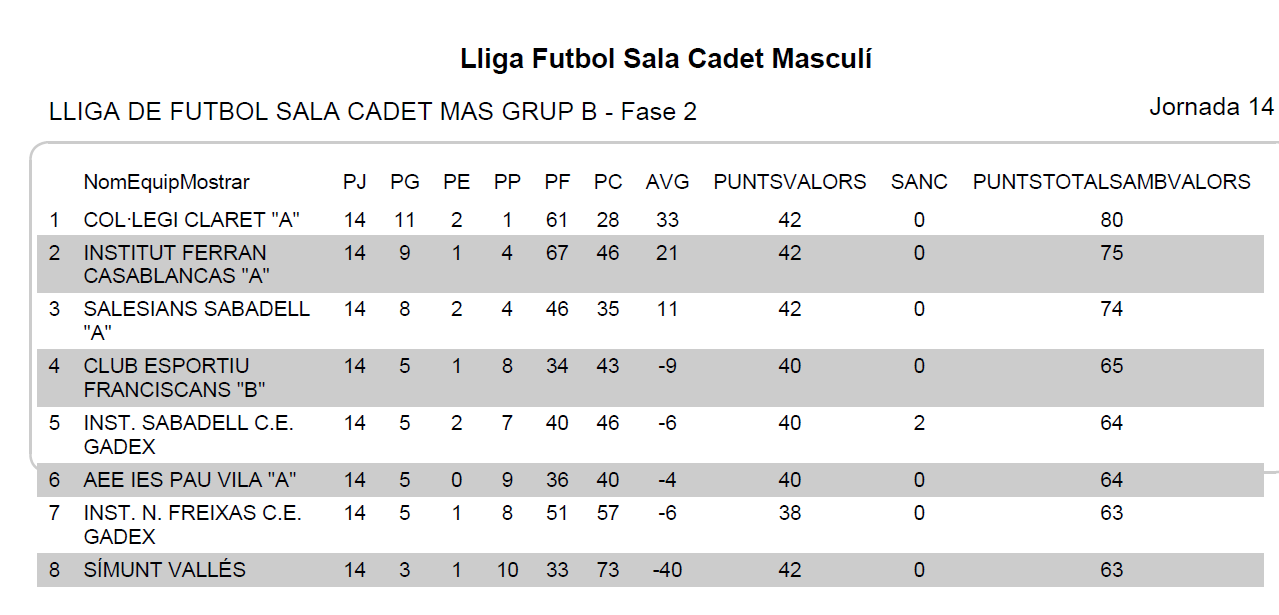 Lliga Futbol Sala Cadet Masculí
LLIGA DE FUTBOL SALA CADET MAS GRUP B - Fase 2 Jornada 14
NomEquipMostrar PJ PG PE PP PF PC AVG PUNTSVALORS SANC PUNTSTOTALSAMBVALORS
1 COL·LEGI CLARET "A" 14 11 2 1 61 28 33 42 0 80
2 INSTITUT FERRAN 14 9 1 4 67 46 21 42 0 75
CASABLANCAS "A"
3 SALESIANS SABADELL 14 8 2 4 46 35 11 42 0 74
"A"
4 CLUB ESPORTIU 14 5 1 8 34 43 -9 40 0 65
FRANCISCANS "B"
5 INST. SABADELL C.E. 14 5 2 7 40 46 -6 40 2 64
GADEX
6 AEE IES PAU VILA "A" 14 5 0 9 36 40 -4 40 0 64
7 INST. N. FREIXAS C.E. 14 5 1 8 51 57 -6 38 0 63
GADEX
8 SÍMUNT VALLÉS 14 3 1 10 33 73 -40 42 0 63